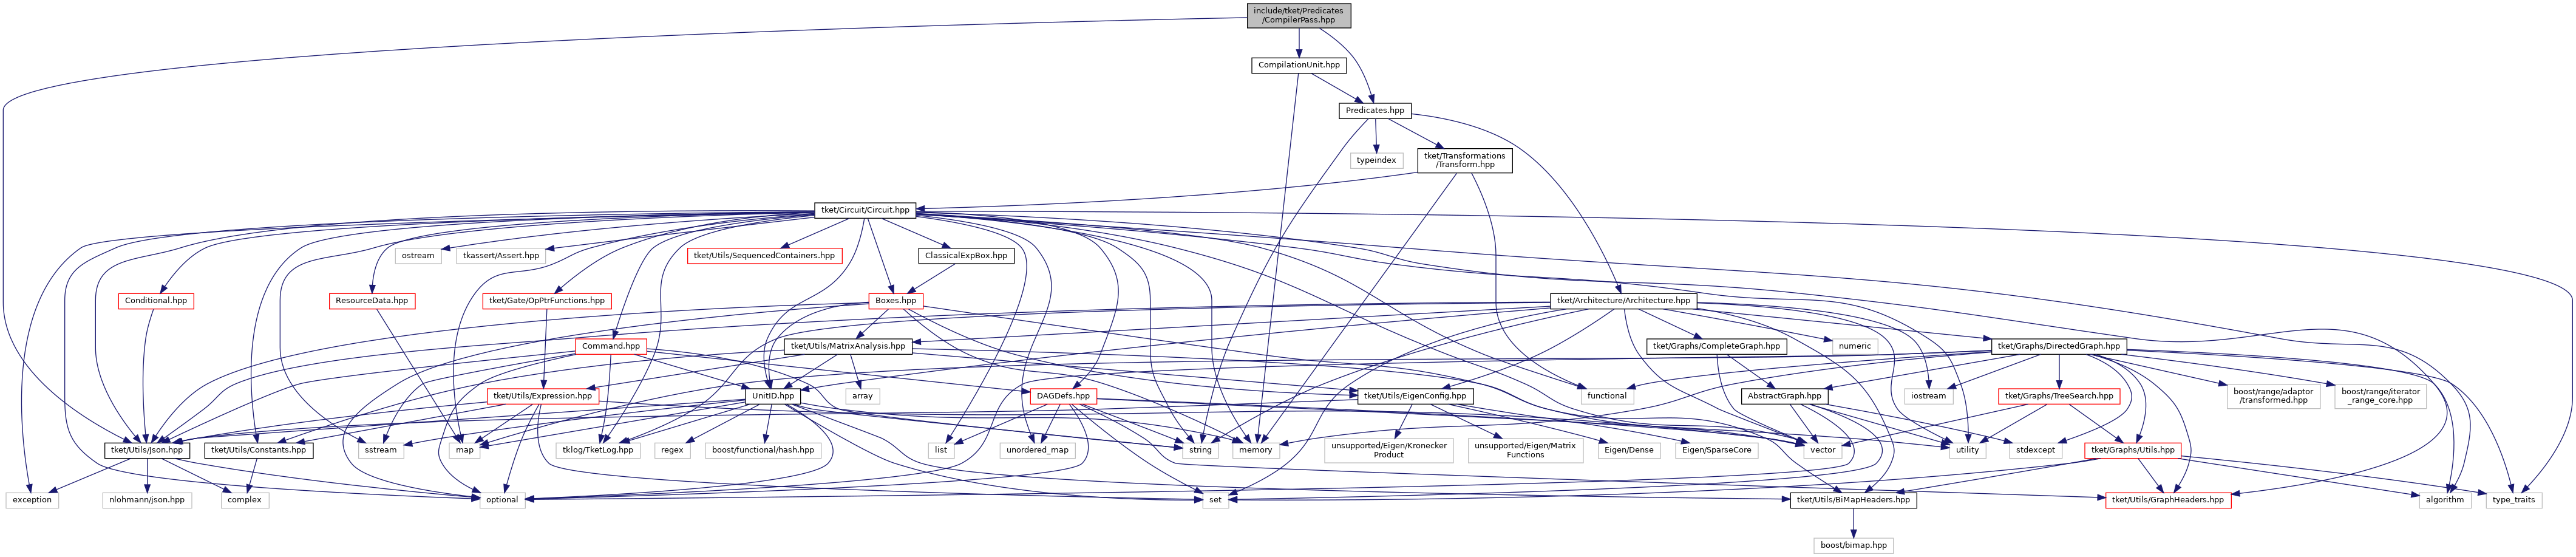 include/tket/Predicates
/CompilerPass.hpp
CompilationUnit.hpp
Predicates.hpp
typeindex
tket/Transformations
/Transform.hpp
tket/Circuit/Circuit.hpp
ostream
tkassert/Assert.hpp
tket/Utils/SequencedContainers.hpp
ClassicalExpBox.hpp
Conditional.hpp
ResourceData.hpp
tket/Gate/OpPtrFunctions.hpp
Boxes.hpp
tket/Architecture/Architecture.hpp
Command.hpp
tket/Utils/MatrixAnalysis.hpp
tket/Graphs/CompleteGraph.hpp
numeric
tket/Graphs/DirectedGraph.hpp
tket/Utils/Expression.hpp
UnitID.hpp
array
DAGDefs.hpp
tket/Utils/EigenConfig.hpp
functional
AbstractGraph.hpp
iostream
tket/Graphs/TreeSearch.hpp
boost/range/adaptor
/transformed.hpp
boost/range/iterator
_range_core.hpp
tket/Utils/Json.hpp
tket/Utils/Constants.hpp
sstream
map
tklog/TketLog.hpp
regex
boost/functional/hash.hpp
list
unordered_map
string
memory
unsupported/Eigen/Kronecker
Product
unsupported/Eigen/Matrix
Functions
Eigen/Dense
Eigen/SparseCore
vector
utility
stdexcept
tket/Graphs/Utils.hpp
exception
nlohmann/json.hpp
complex
optional
set
tket/Utils/BiMapHeaders.hpp
tket/Utils/GraphHeaders.hpp
algorithm
type_traits
boost/bimap.hpp